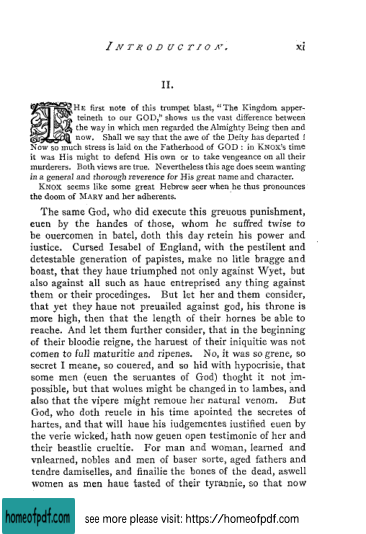 INTRODUCTION. xi
II.
THE first note of this trumpet blast, "The Kingdom apper-
teineth to our GOD," shows us the vast difference between
the way in which men regarded the Almighty Being then and
now. Shall we say that the awe of the Deity has departed !
Now so much stress is laid on the Fatherhood of GOD : in KNOX's time
it was His might to defend His own or to take vengeance on all their
murderers. Both views are true. Nevertheless this age does seem wanting
in a general and thorough reverence for His great name and character.
KNOX seems like some great Hebrew seer when he thus pronounces
the doom of MARY and her adherents.
The same God, who did execute this greuous punishment,
euen by the handes of those, whom he suffred twise to
be ouercomen in batel, doth this day retein his power and
iustice. Cursed Iesabel of England, with the pestilent and
detestable generation of papistes, make no litle bragge and
boast, that they haue triumphed not only against Wyet, but
also against all such as haue entreprised any thing against
them or their procedinges. But let her and them consider,
that yet they haue not preuailed against god, his throne is
more high, then that the length of their hornes be able to
reache. And let them further consider, that in the beginning
of their bloodie reigne, the haruest of their iniquitie was not
comen to full maturitie and ripenes. No, it was so grene, so
secret I meane, so couered, and so hid with hypocrisie, that
some men (euen the seruantes of God) thoght it not im-
possible, but that wolues might be changed in to lambes, and
also that the vipere might remoue her natural venom. But
God, who doth reuele in his time apointed the secretes of
hartes, and that will haue his iudgementes iustified euen by
the verie wicked, hath now geuen open testimonie of her and
their beastlie crueltie. For man and woman, learned and
vnlearned, nobles and men of baser sorte, aged fathers and
tendre damiselles, and finailie the bones of the dead, aswell
women as men haue tasted of their tyrannie, so that now
homeofpdf.com see more please visit: https://homeofpdf.com